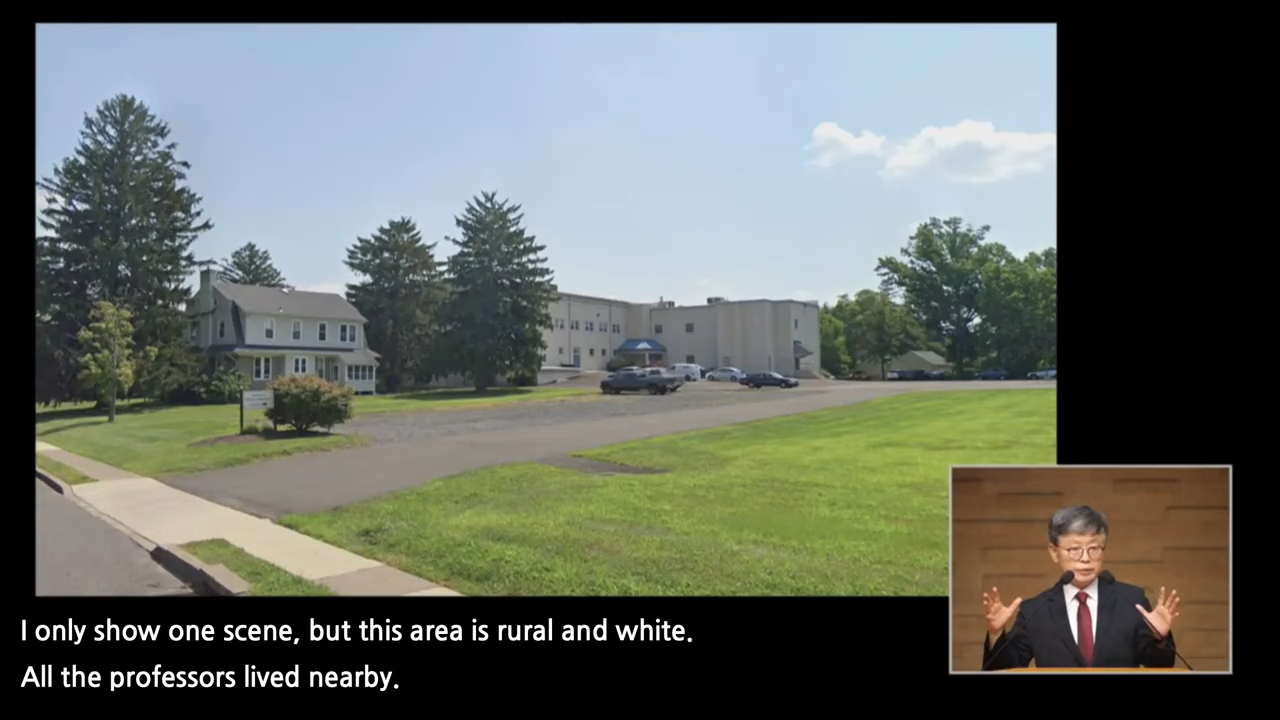 I only show one scene, but this area is rural and white.
All the professors lived nearby.